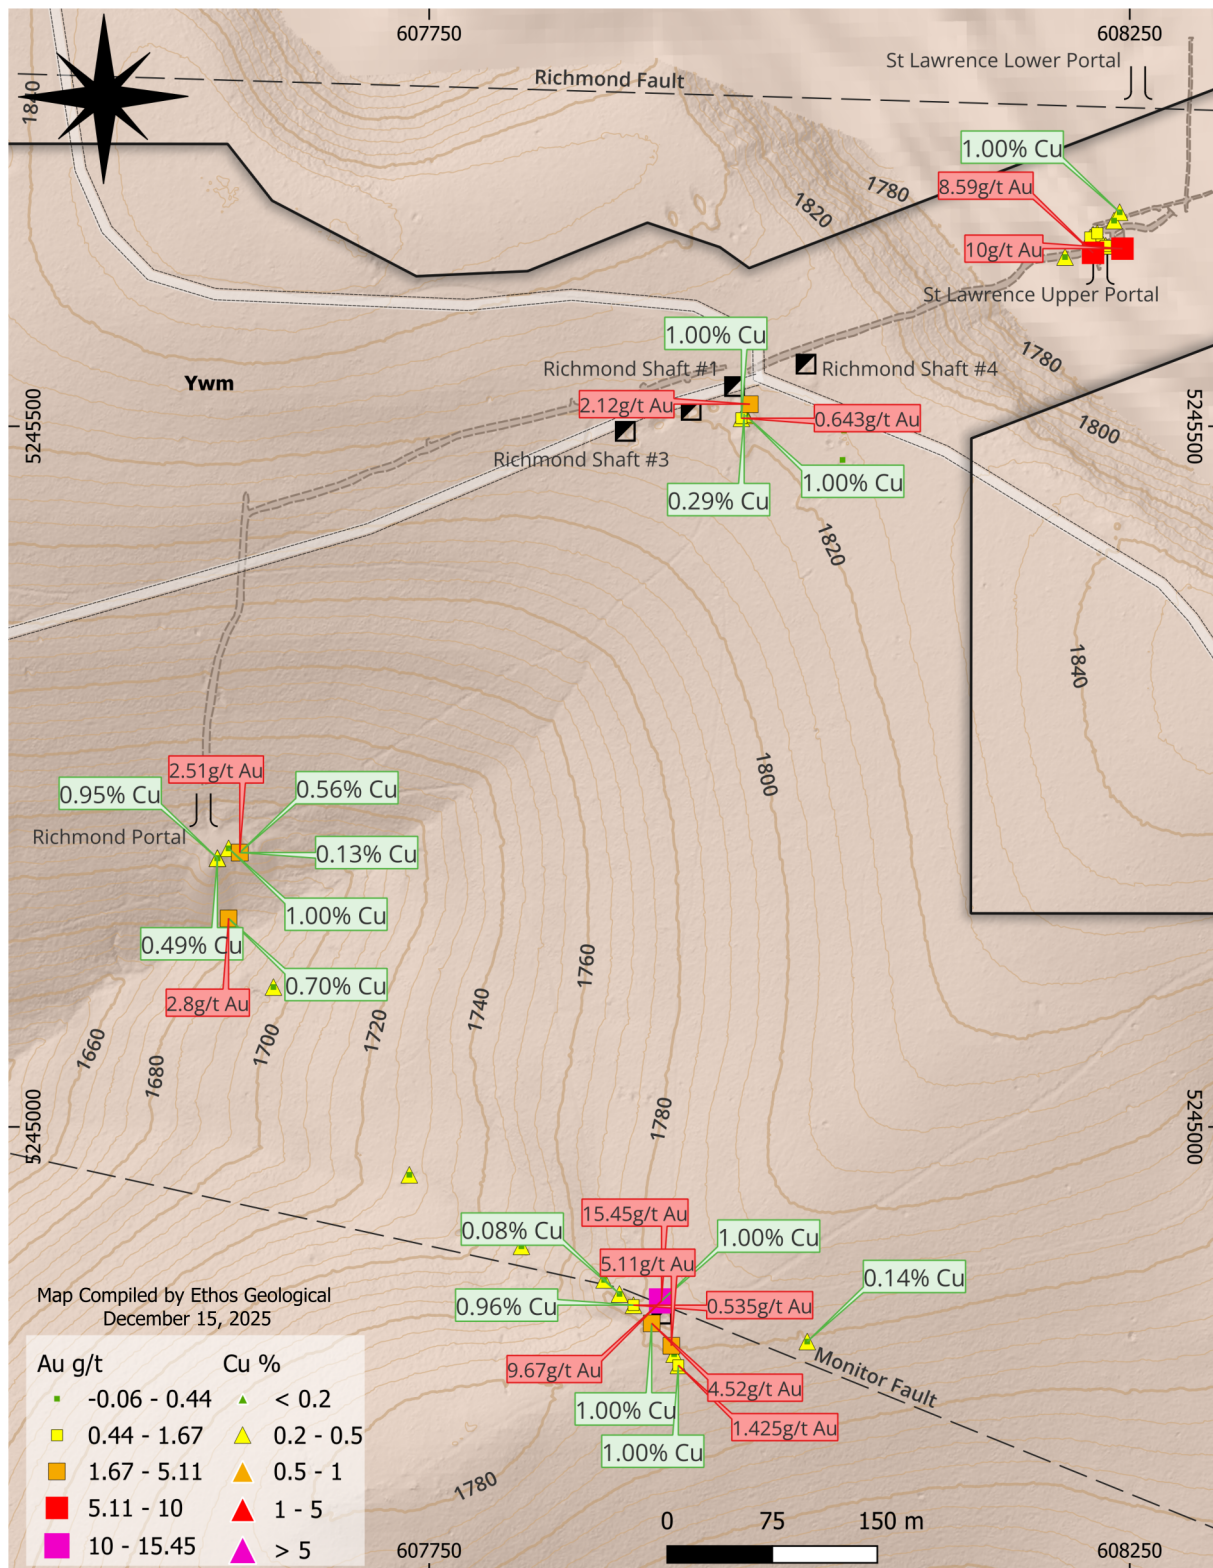 607750
608250
St Lawrence Lower Portal
Richmond Fault
1840
1.00% Cu
1780
8.59g/t Au
1820
10g/t Au
St Lawrence Upper Portal
1.00% Cu
1780
Richmond Shaft #1
Richmond Shaft #4
Ywm
2.12g/t Au
0.643g/t Au
5245500
5245500
1800
Richmond Shaft #3
1.00% Cu
0.29% Cu
1820
1840
1800
2.51g/t Au
0.95% Cu
0.56% Cu
Richmond Portal
0.13% Cu
1.00% Cu
0.49% Cu
0.70% Cu
2.8g/t Au
1660
1680
1700
1720
1740
1760
1780
5245000
5245000
15.45g/t Au
0.08% Cu
1.00% Cu
5.11g/t Au
0.14% Cu
0.96% Cu
0.535g/t Au
Monitor Fault
9.67g/t Au
4.52g/t Au
1.00% Cu
1.425g/t Au
1.00% Cu
1780
Map Compiled by Ethos Geological
December 15, 2025
Au g/t Cu %
-0.06 - 0.44 < 0.2
0.44 - 1.67 0.2 - 0.5
1.67 - 5.11 0.5 - 1
5.11 - 10 1 - 5
10 - 15.45 > 5
0 75 150 m
607750
608250